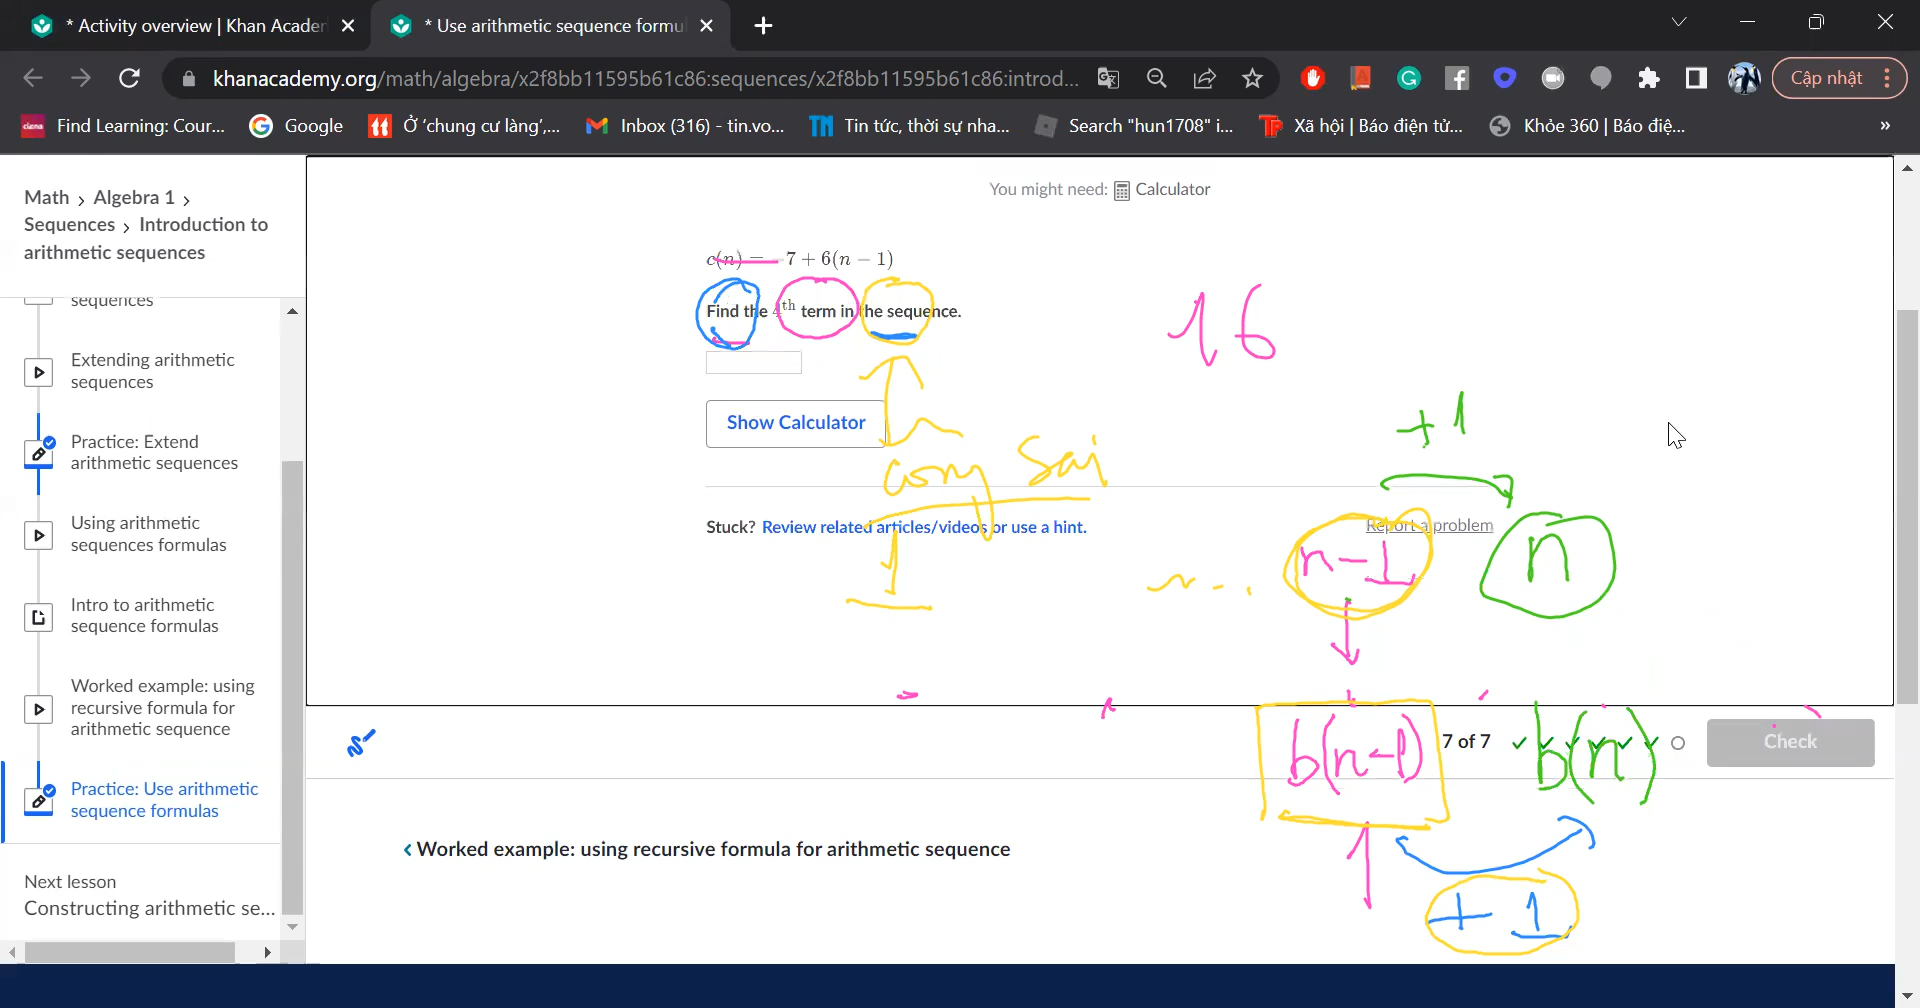 * Activity overview | Khan Acader
* Use arithmetic sequence formu
khanacademy.org/math/algebra/x2f8bb11595b61c86:sequences/x2f8bb11595b61c86:introd...
Cập nhật
Find Learning: Cour...
Google
Ở ‘chung cư làng’,...
Inbox (316) - tin.vo...
Tin tức, thời sự nha...
Search "hun1708" i...
Xã hội | Báo điện tử...
Khỏe 360 | Báo điệ...
»
Math › Algebra 1 ›
Sequences › Introduction to
arithmetic sequences
sequences
Extending arithmetic
sequences
Practice: Extend
arithmetic sequences
Using arithmetic
sequences formulas
Intro to arithmetic
sequence formulas
Worked example: using
recursive formula for
arithmetic sequence
Practice: Use arithmetic
sequence formulas
Next lesson
Constructing arithmetic se...
You might need: Calculator
c(n) = -7 + 6(n − 1)
Find the 4th term in the sequence.
16
Show Calculator
+1
công Sai
Stuck? Review related articles/videos or use a hint.
Report a problem
1
n-1
n
b(n-1)
7 of 7
b(n)
Check
‹ Worked example: using recursive formula for arithmetic sequence
+ 1